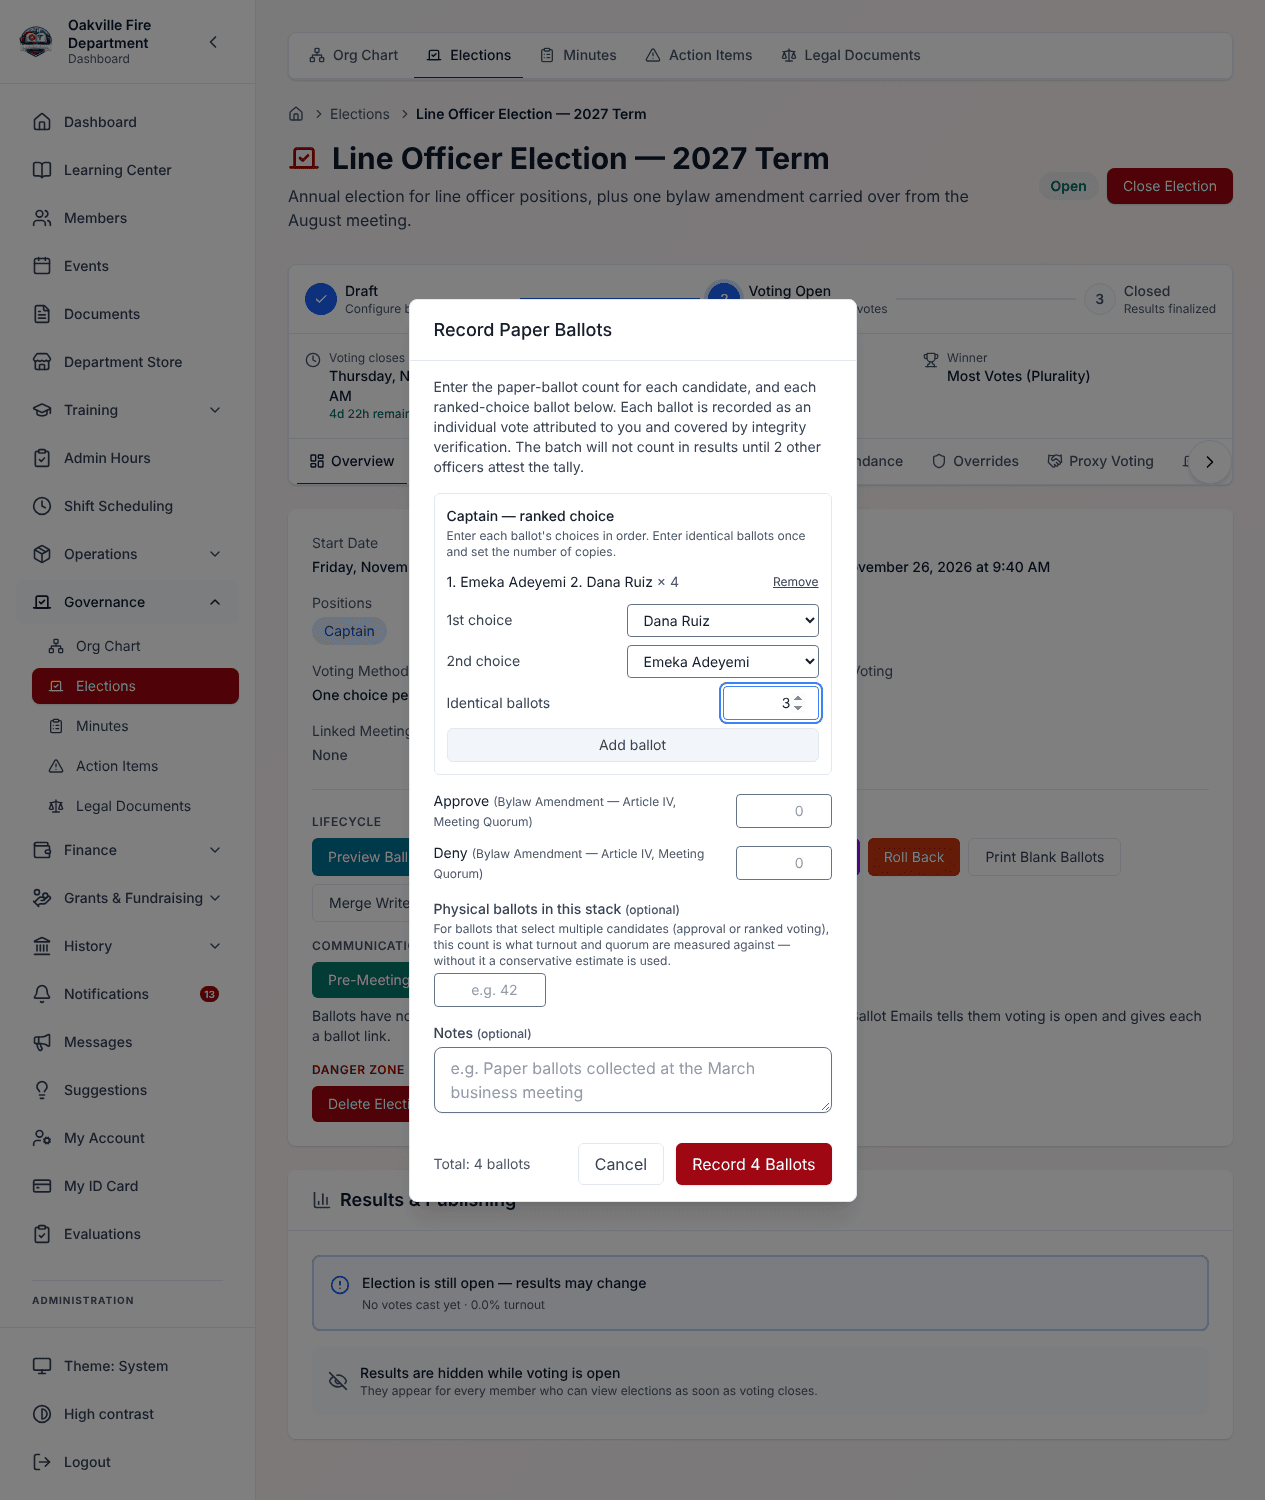 Oakville Fire
Department
Dashboard
Dashboard
Learning Center
Members
Events
Documents
Department Store
Training
Admin Hours
Shift Scheduling
Operations
Governance
Org Chart
Elections
Minutes
Action Items
Legal Documents
Finance
Grants & Fundraising
History
Notifications
13
Messages
Suggestions
My Account
My ID Card
Evaluations
ADMINISTRATION
Theme: System
High contrast
Logout
Org Chart
Elections
Minutes
Action Items
Legal Documents
Elections
Line Officer Election — 2027 Term
Line Officer Election — 2027 Term
Annual election for line officer positions, plus one bylaw amendment carried over from the
August meeting.
Open
Close Election
Draft
Configure b
2
Voting Open
votes
3
Closed
Results finalized
Voting closes
Thursday, N
AM
4d 22h remain
Winner
Most Votes (Plurality)
Overview
ndance
Overrides
Proxy Voting
Start Date
Friday, Novem
vember 26, 2026 at 9:40 AM
Positions
Captain
Voting Method
One choice pe
Voting
Linked Meeting
None
LIFECYCLE
Preview Ball
Roll Back
Print Blank Ballots
Merge Write
COMMUNICATIO
Pre-Meeting
Ballots have no
Ballot Emails tells them voting is open and gives each
a ballot link.
DANGER ZONE
Delete Electi
Results & Publishing
Election is still open — results may change
No votes cast yet · 0.0% turnout
Results are hidden while voting is open
They appear for every member who can view elections as soon as voting closes.
Record Paper Ballots
Enter the paper-ballot count for each candidate, and each
ranked-choice ballot below. Each ballot is recorded as an
individual vote attributed to you and covered by integrity
verification. The batch will not count in results until 2 other
officers attest the tally.
Captain — ranked choice
Enter each ballot's choices in order. Enter identical ballots once
and set the number of copies.
1. Emeka Adeyemi 2. Dana Ruiz × 4
Remove
1st choice
Dana Ruiz
2nd choice
Emeka Adeyemi
Identical ballots
3
Add ballot
Approve (Bylaw Amendment — Article IV,
Meeting Quorum)
0
Deny (Bylaw Amendment — Article IV, Meeting
Quorum)
0
Physical ballots in this stack (optional)
For ballots that select multiple candidates (approval or ranked voting),
this count is what turnout and quorum are measured against —
without it a conservative estimate is used.
e.g. 42
Notes (optional)
e.g. Paper ballots collected at the March
business meeting
Total: 4 ballots
Cancel
Record 4 Ballots